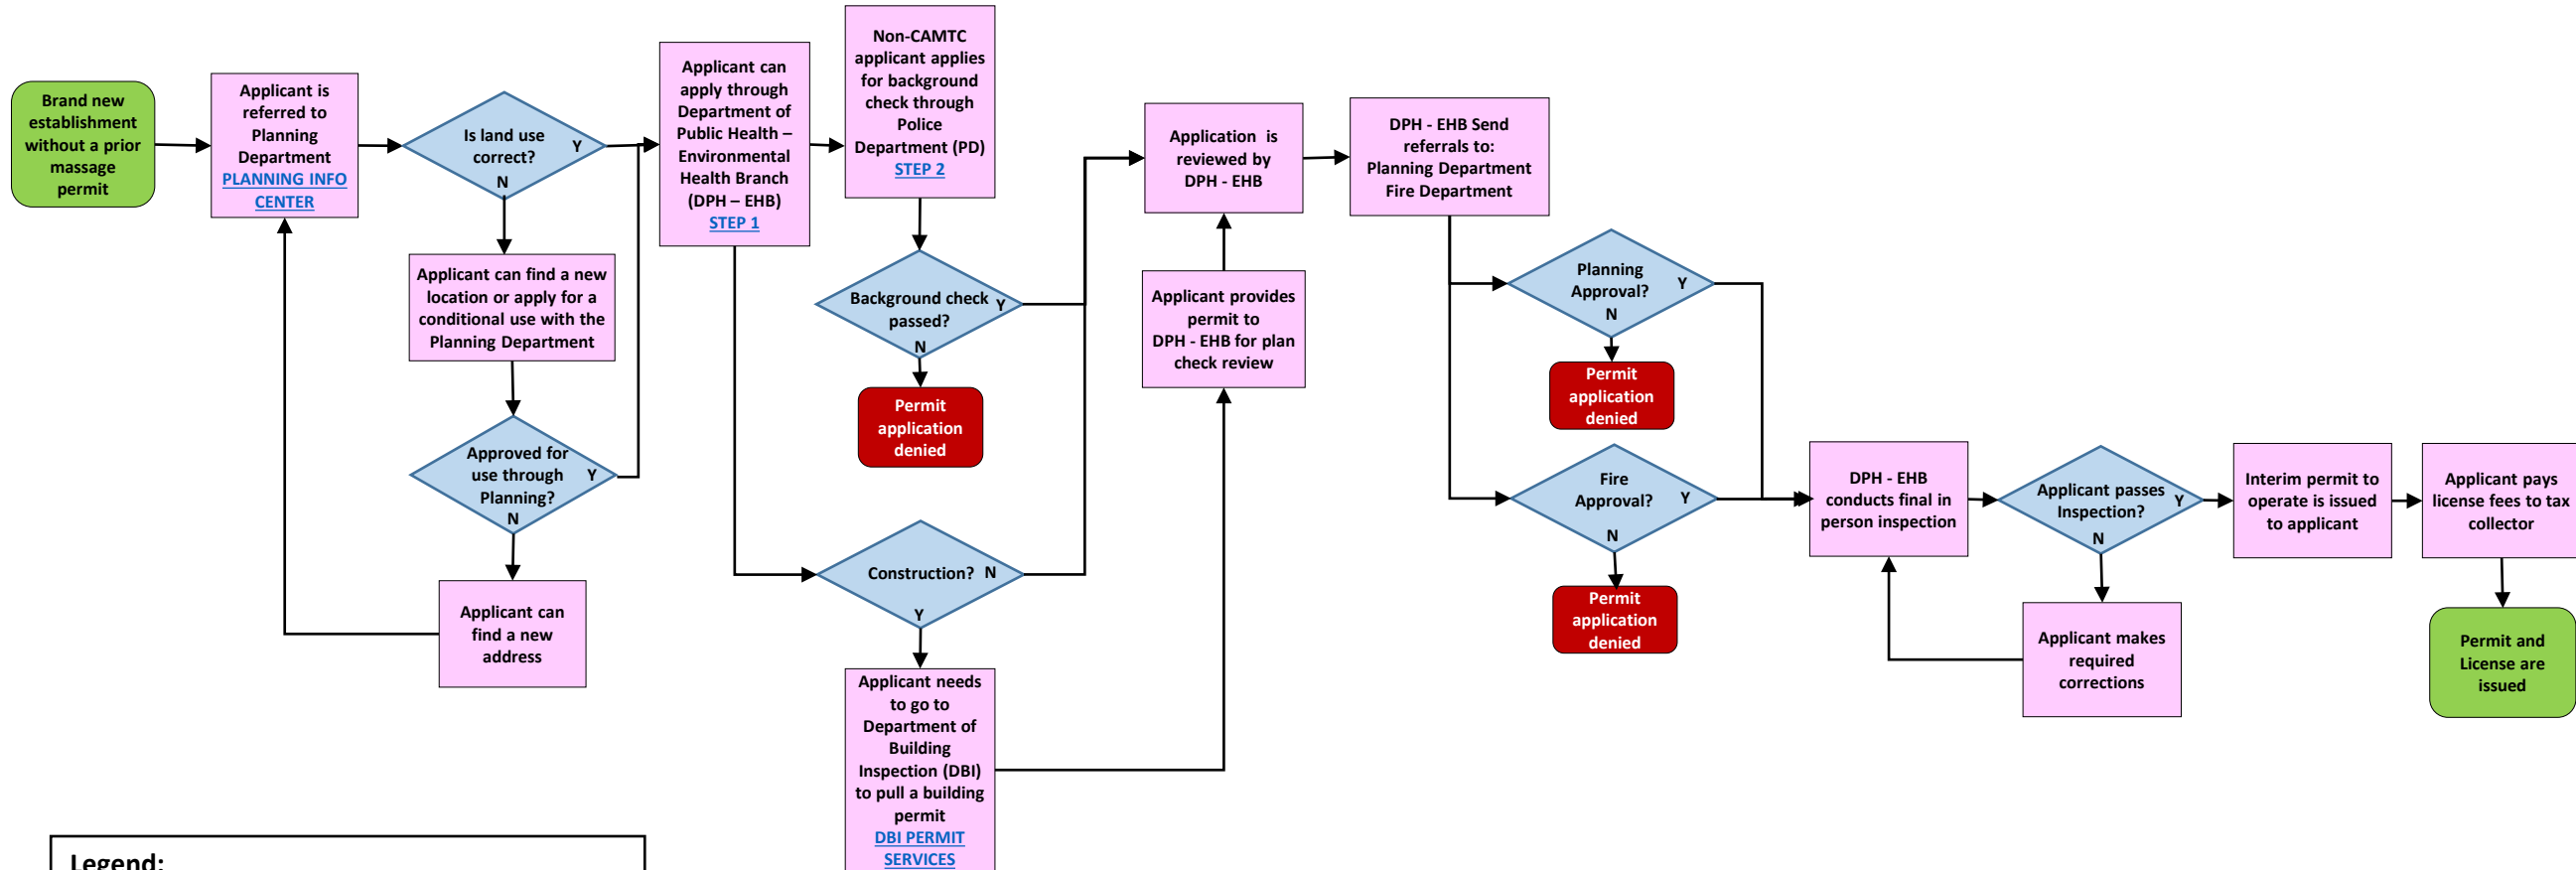 Brand new
establishment
without a prior
massage
permit
Applicant is
referred to
Planning
Department
PLANNING INFO
CENTER
Is land use
correct?
Y
N
Applicant can find a new
location or apply for a
conditional use with the
Planning Department
Approved for
use through
Planning?
Y
N
Applicant can
find a new
address
Applicant can
apply through
Department of
Public Health –
Environmental
Health Branch
(DPH – EHB)
STEP 1
Non-CAMTC
applicant applies
for background
check through
Police
Department (PD)
STEP 2
Background check
passed?
Y
N
Permit
application
denied
Construction?
N
Y
Applicant needs
to go to
Department of
Building
Inspection (DBI)
to pull a building
permit
DBI PERMIT
SERVICES
Application is
reviewed by
DPH - EHB
Applicant provides
permit to
DPH - EHB for plan
check review
DPH - EHB Send
referrals to:
Planning Department
Fire Department
Planning
Approval?
Y
N
Permit
application
denied
Fire
Approval?
Y
N
Permit
application
denied
DPH - EHB
conducts final in
person inspection
Applicant passes
Inspection?
Y
N
Applicant makes
required
corrections
Interim permit to
operate is issued
to applicant
Applicant pays
license fees to tax
collector
Permit and
License are
issued
Legend: